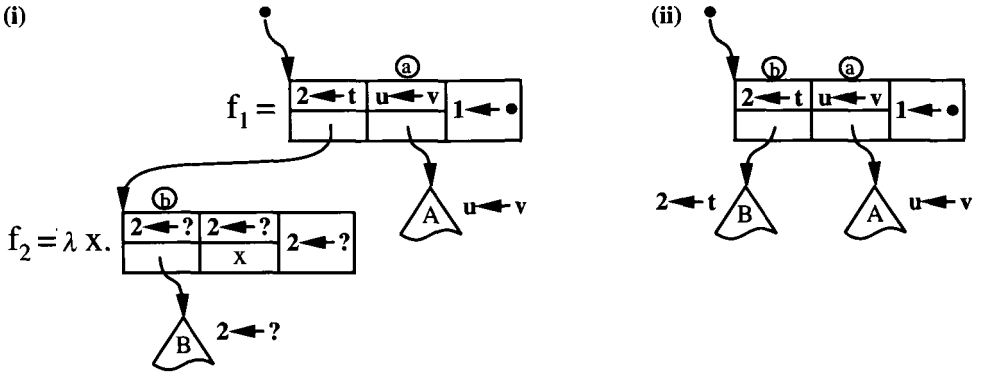 (i)
(ii)
ⓐ
ⓑ ⓐ
f₁ = 2←t u←v 1←•
2←t u←v 1←•
A u←v
2←t B A u←v
ⓑ
f₂ = λ x. 2←? 2←? 2←?
x
B 2←?